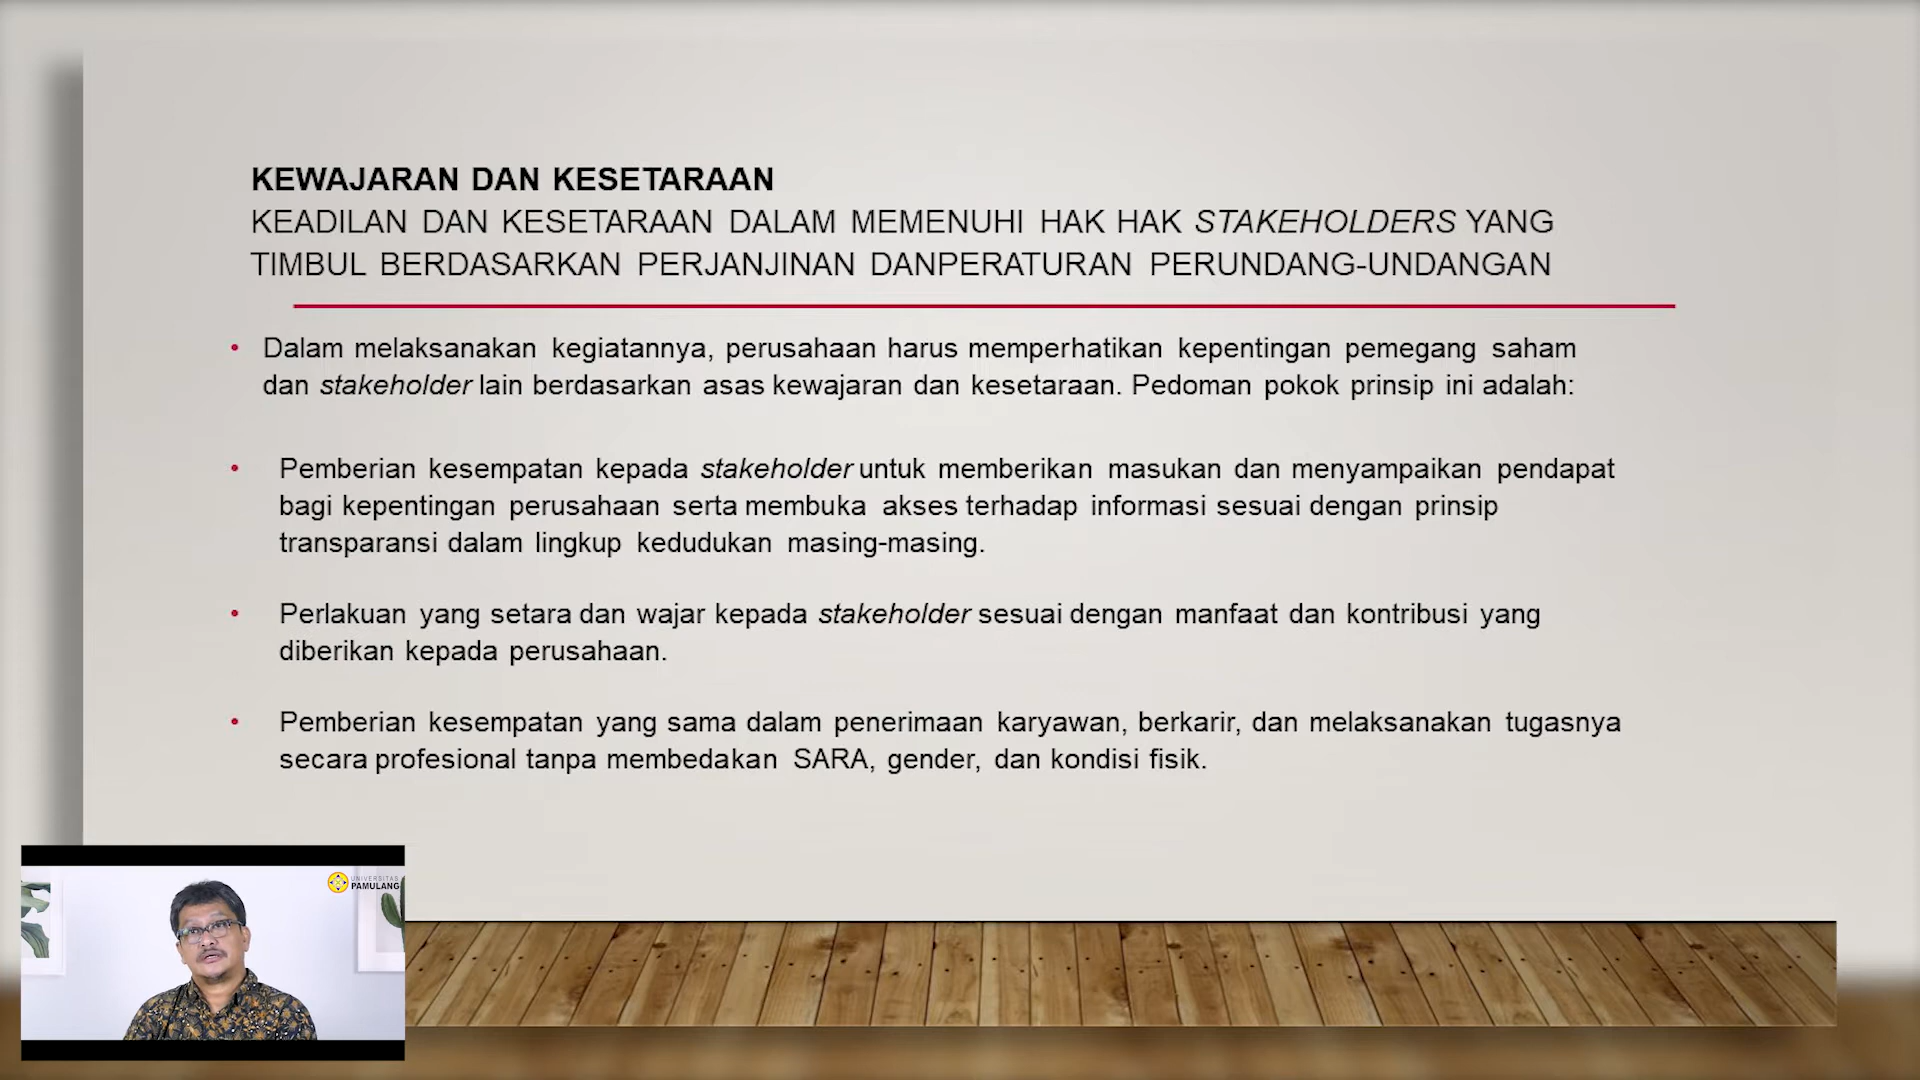 KEWAJARAN DAN KESETARAAN
KEADILAN DAN KESETARAAN DALAM MEMENUHI HAK HAK STAKEHOLDERS YANG
TIMBUL BERDASARKAN PERJANJINAN DANPERATURAN PERUNDANG-UNDANGAN
• Dalam melaksanakan kegiatannya, perusahaan harus memperhatikan kepentingan pemegang saham
dan stakeholder lain berdasarkan asas kewajaran dan kesetaraan. Pedoman pokok prinsip ini adalah:
• Pemberian kesempatan kepada stakeholder untuk memberikan masukan dan menyampaikan pendapat
bagi kepentingan perusahaan serta membuka akses terhadap informasi sesuai dengan prinsip
transparansi dalam lingkup kedudukan masing-masing.
• Perlakuan yang setara dan wajar kepada stakeholder sesuai dengan manfaat dan kontribusi yang
diberikan kepada perusahaan.
• Pemberian kesempatan yang sama dalam penerimaan karyawan, berkarir, dan melaksanakan tugasnya
secara profesional tanpa membedakan SARA, gender, dan kondisi fisik.
UNIVERSITAS
PAMULANG